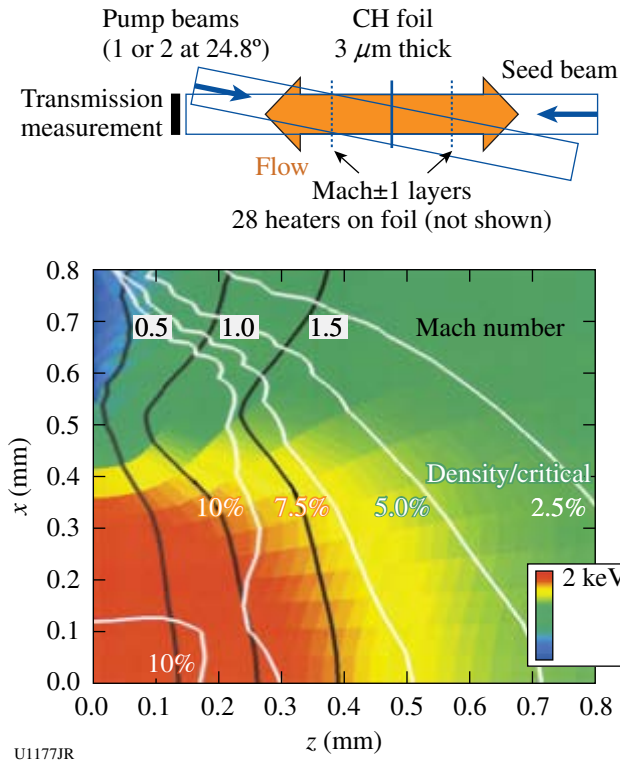 Pump beams
(1 or 2 at 24.8º)
CH foil
3 μm thick
Seed beam
Transmission
measurement
Flow
Mach±1 layers
28 heaters on foil (not shown)
0.8
0.7
0.6
0.5
0.4
0.3
0.2
0.1
0.0
x (mm)
0.5
1.0
1.5
Mach number
Density/critical
10%
7.5%
5.0%
2.5%
10%
2 keV
0.0
0.1
0.2
0.3
0.4
0.5
0.6
0.7
0.8
z (mm)
U1177JR